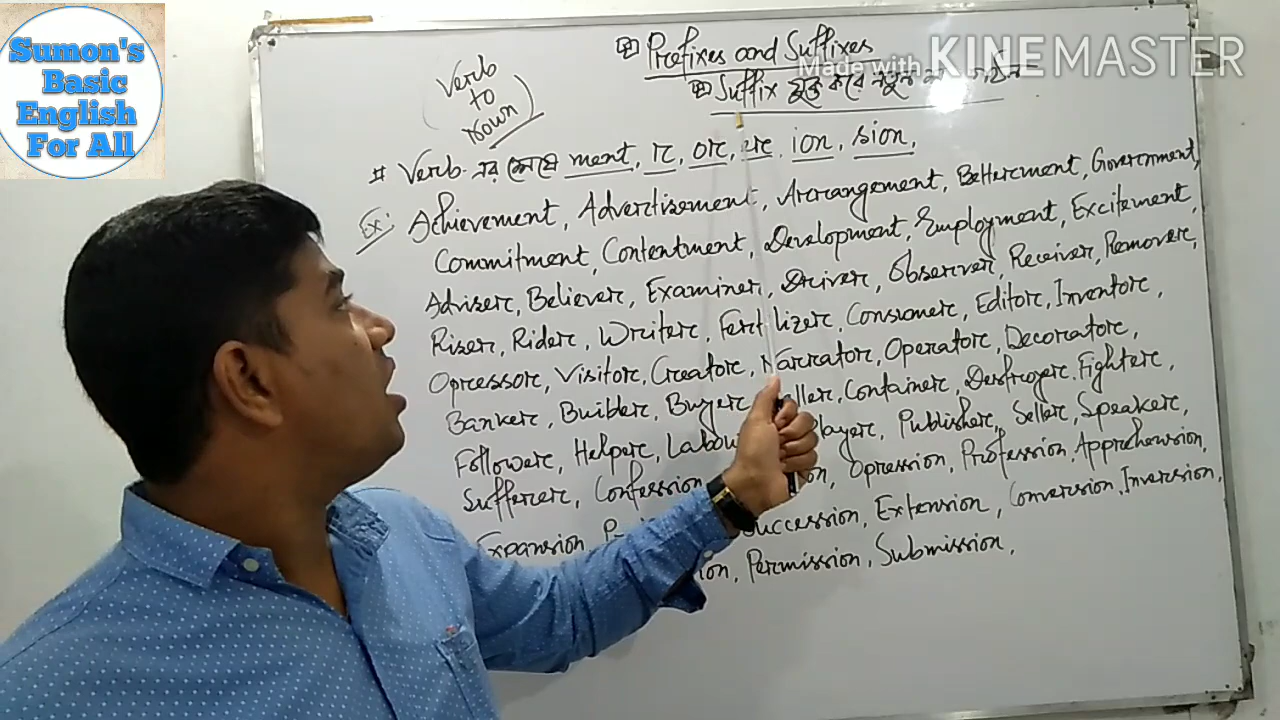 Sumon's
Basic
English
For All
Prefixes and Suffixes
Made with KINEMASTER
Suffix যুক্ত করে নতুন
Verb
to
Noun
# Verb এর শেষে ment, r, or, er, ion, sion,
Ex: Achievement, Advertisement, Arrangement, Betterment, Government,
Commitment, Contentment, Development, Employment, Excitement,
Adviser, Believer, Examiner, Driver, Observer, Receiver, Remover,
Riser, Rider, Writer, Fertilizer, Consumer, Editor, Inventor,
Opressor, Visitor, Creator, Narrator, Operator, Decorator,
Banker, Builder, Buyer, Container, Destroyer, Fighter,
Follower, Helper, Publisher, Seller, Speaker,
Sufferer, Confession, Opression, Profession, Apprehension,
Expansion, Succession, Extension, Conversion, Inversion,
Permission, Submission,